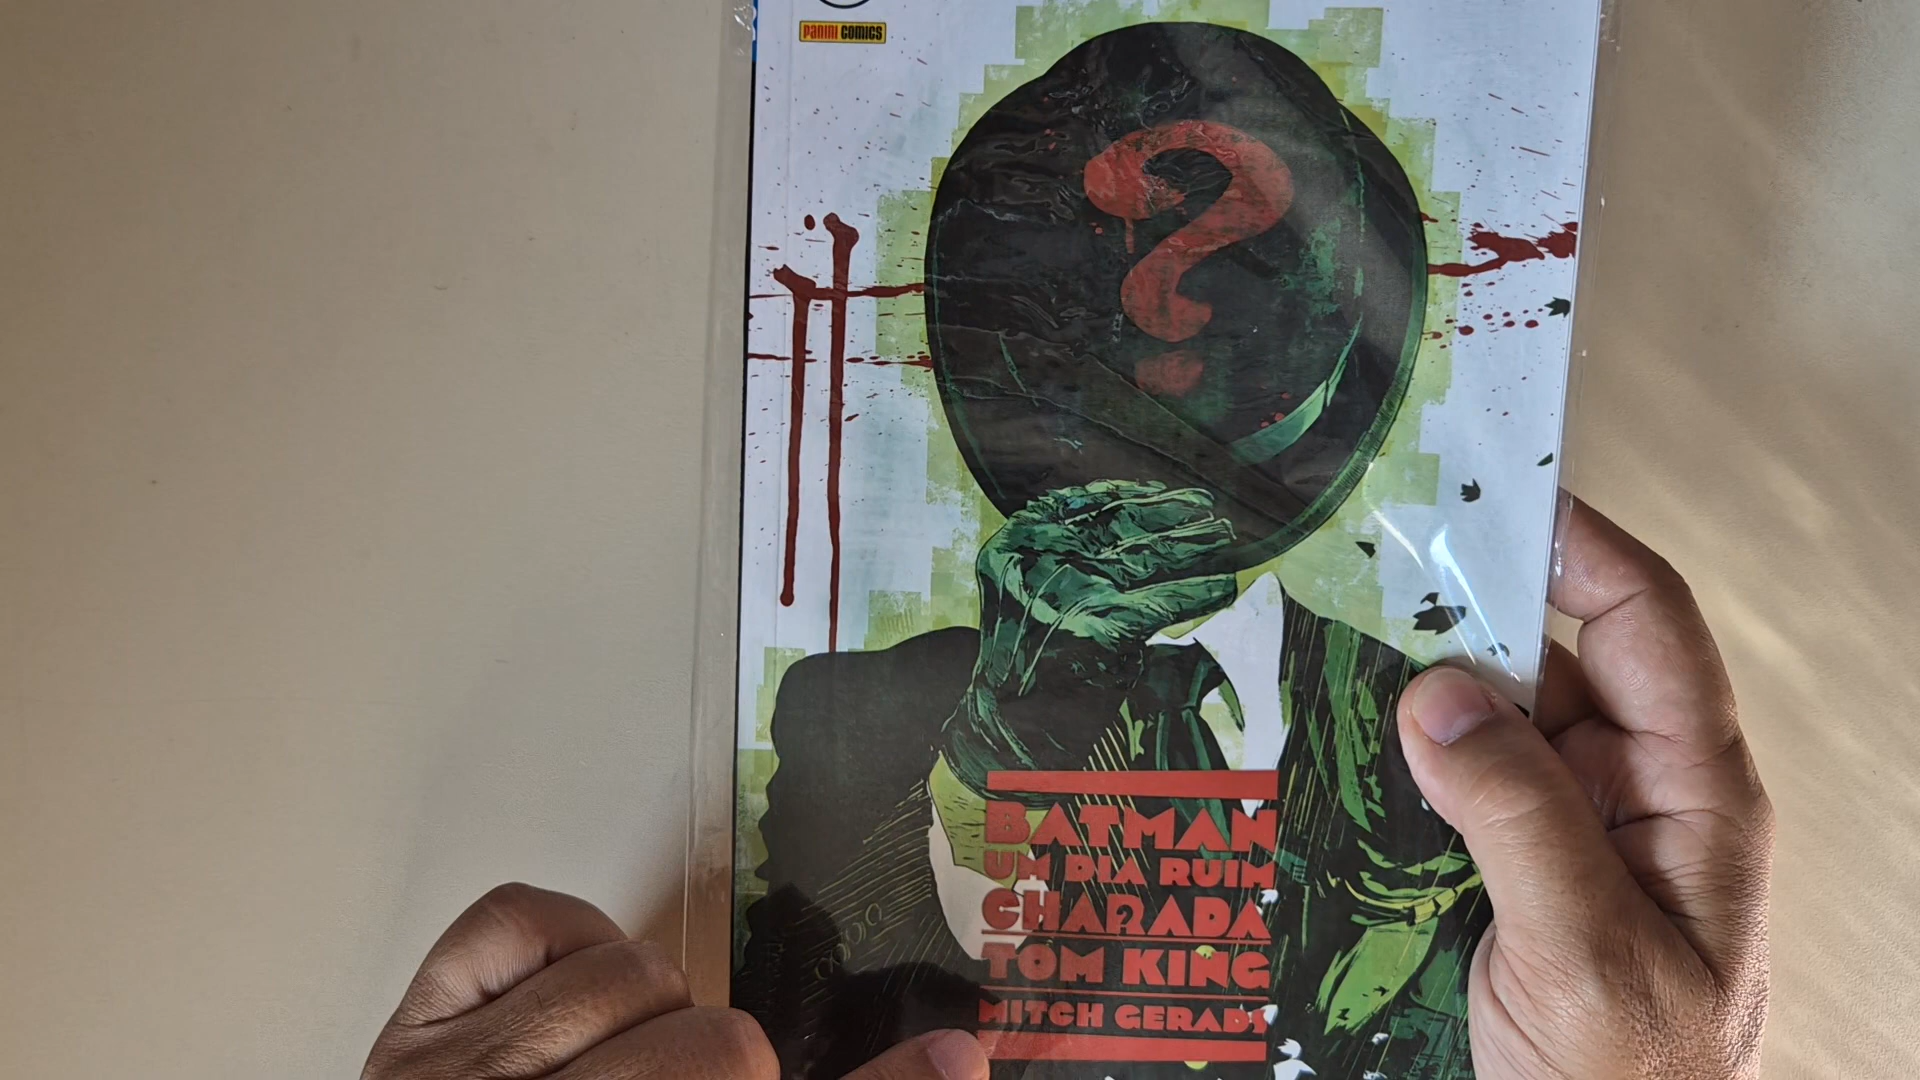 PANINI COMICS
?
BATMAN
UM DIA RUIM
CHARADA
TOM KING
MITCH GERADS